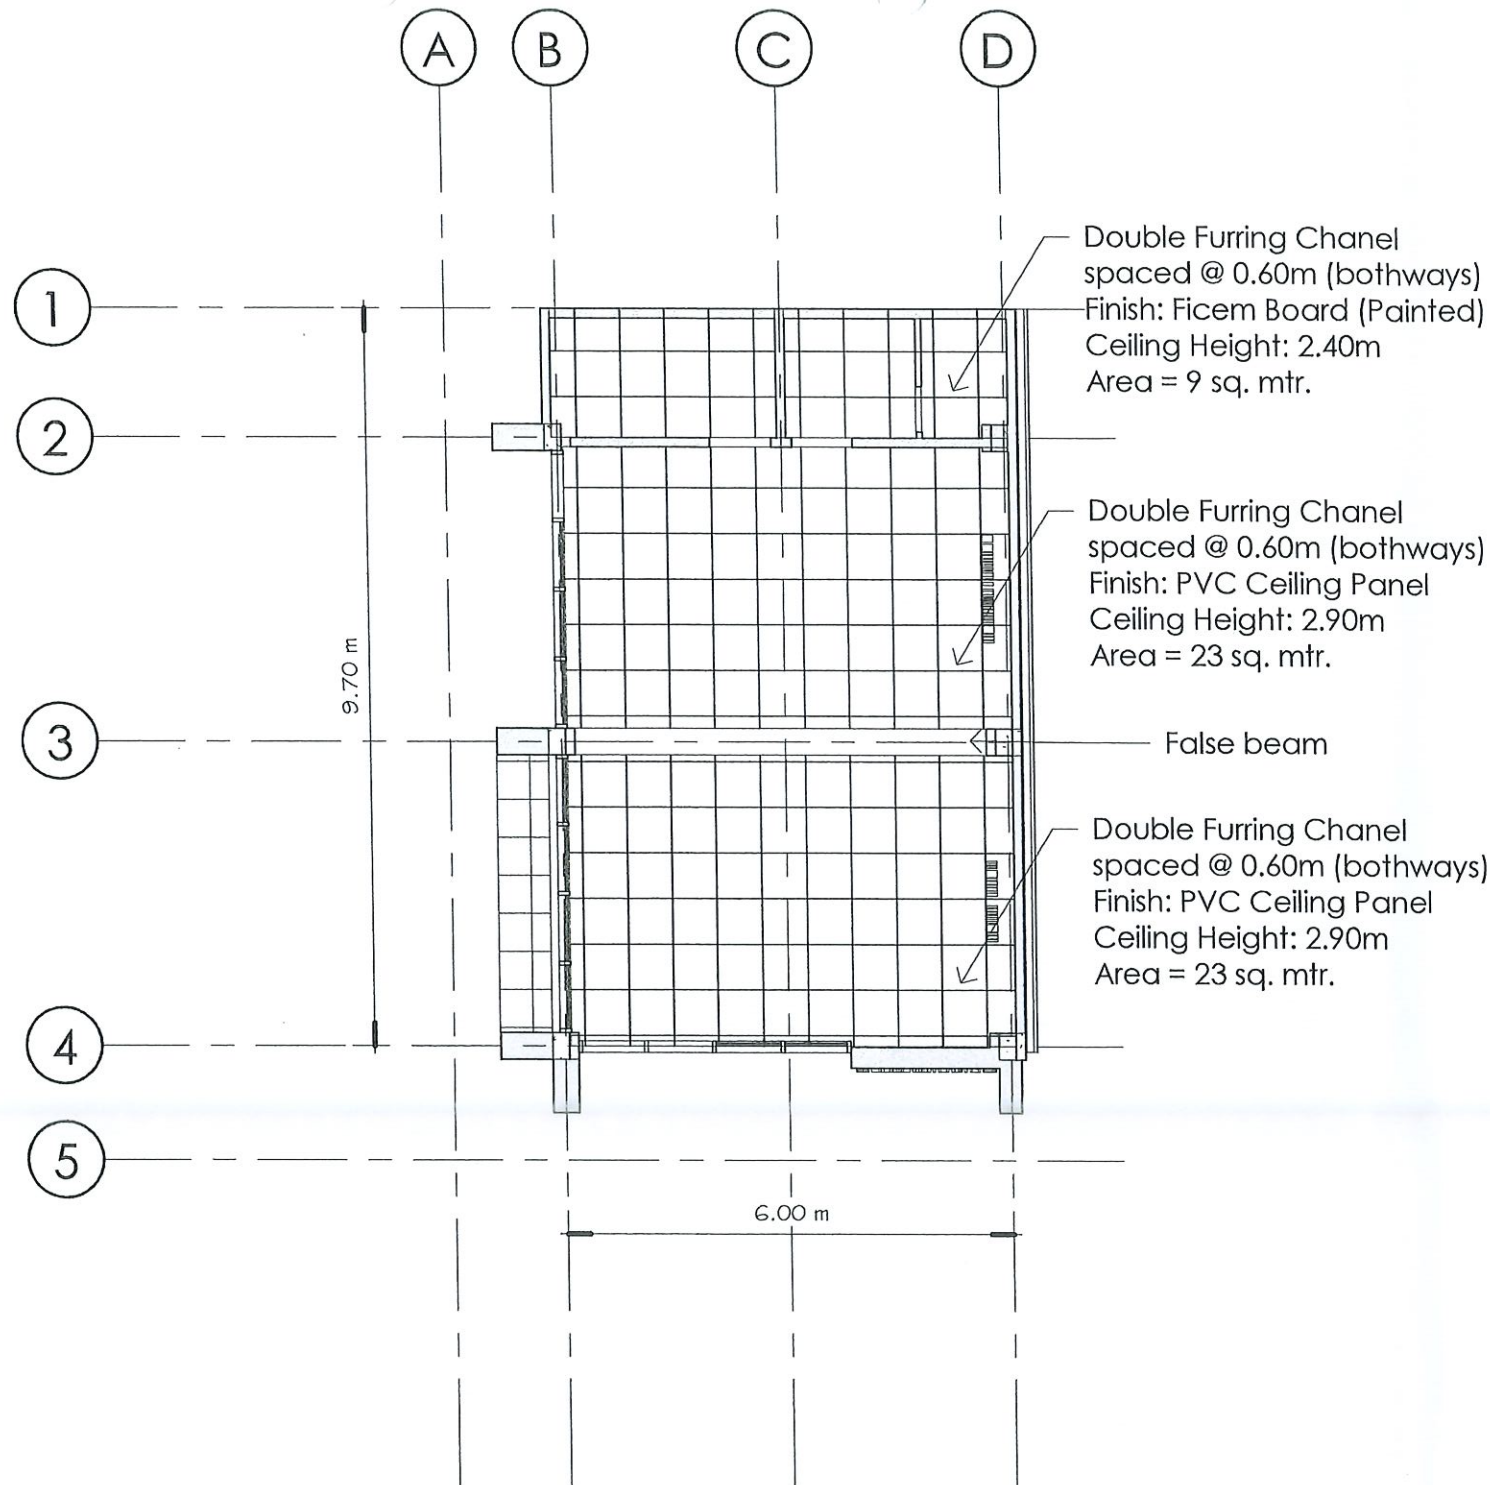 A
B
C
D
Double Furring Chanel
spaced @ 0.60m (bothways)
1
Finish: Ficem Board (Painted)
Ceiling Height: 2.40m
Area = 9 sq. mtr.
2
Double Furring Chanel
spaced @ 0.60m (bothways)
Finish: PVC Ceiling Panel
Ceiling Height: 2.90m
Area = 23 sq. mtr.
9.70 m
3
False beam
Double Furring Chanel
spaced @ 0.60m (bothways)
Finish: PVC Ceiling Panel
Ceiling Height: 2.90m
Area = 23 sq. mtr.
4
5
6.00 m